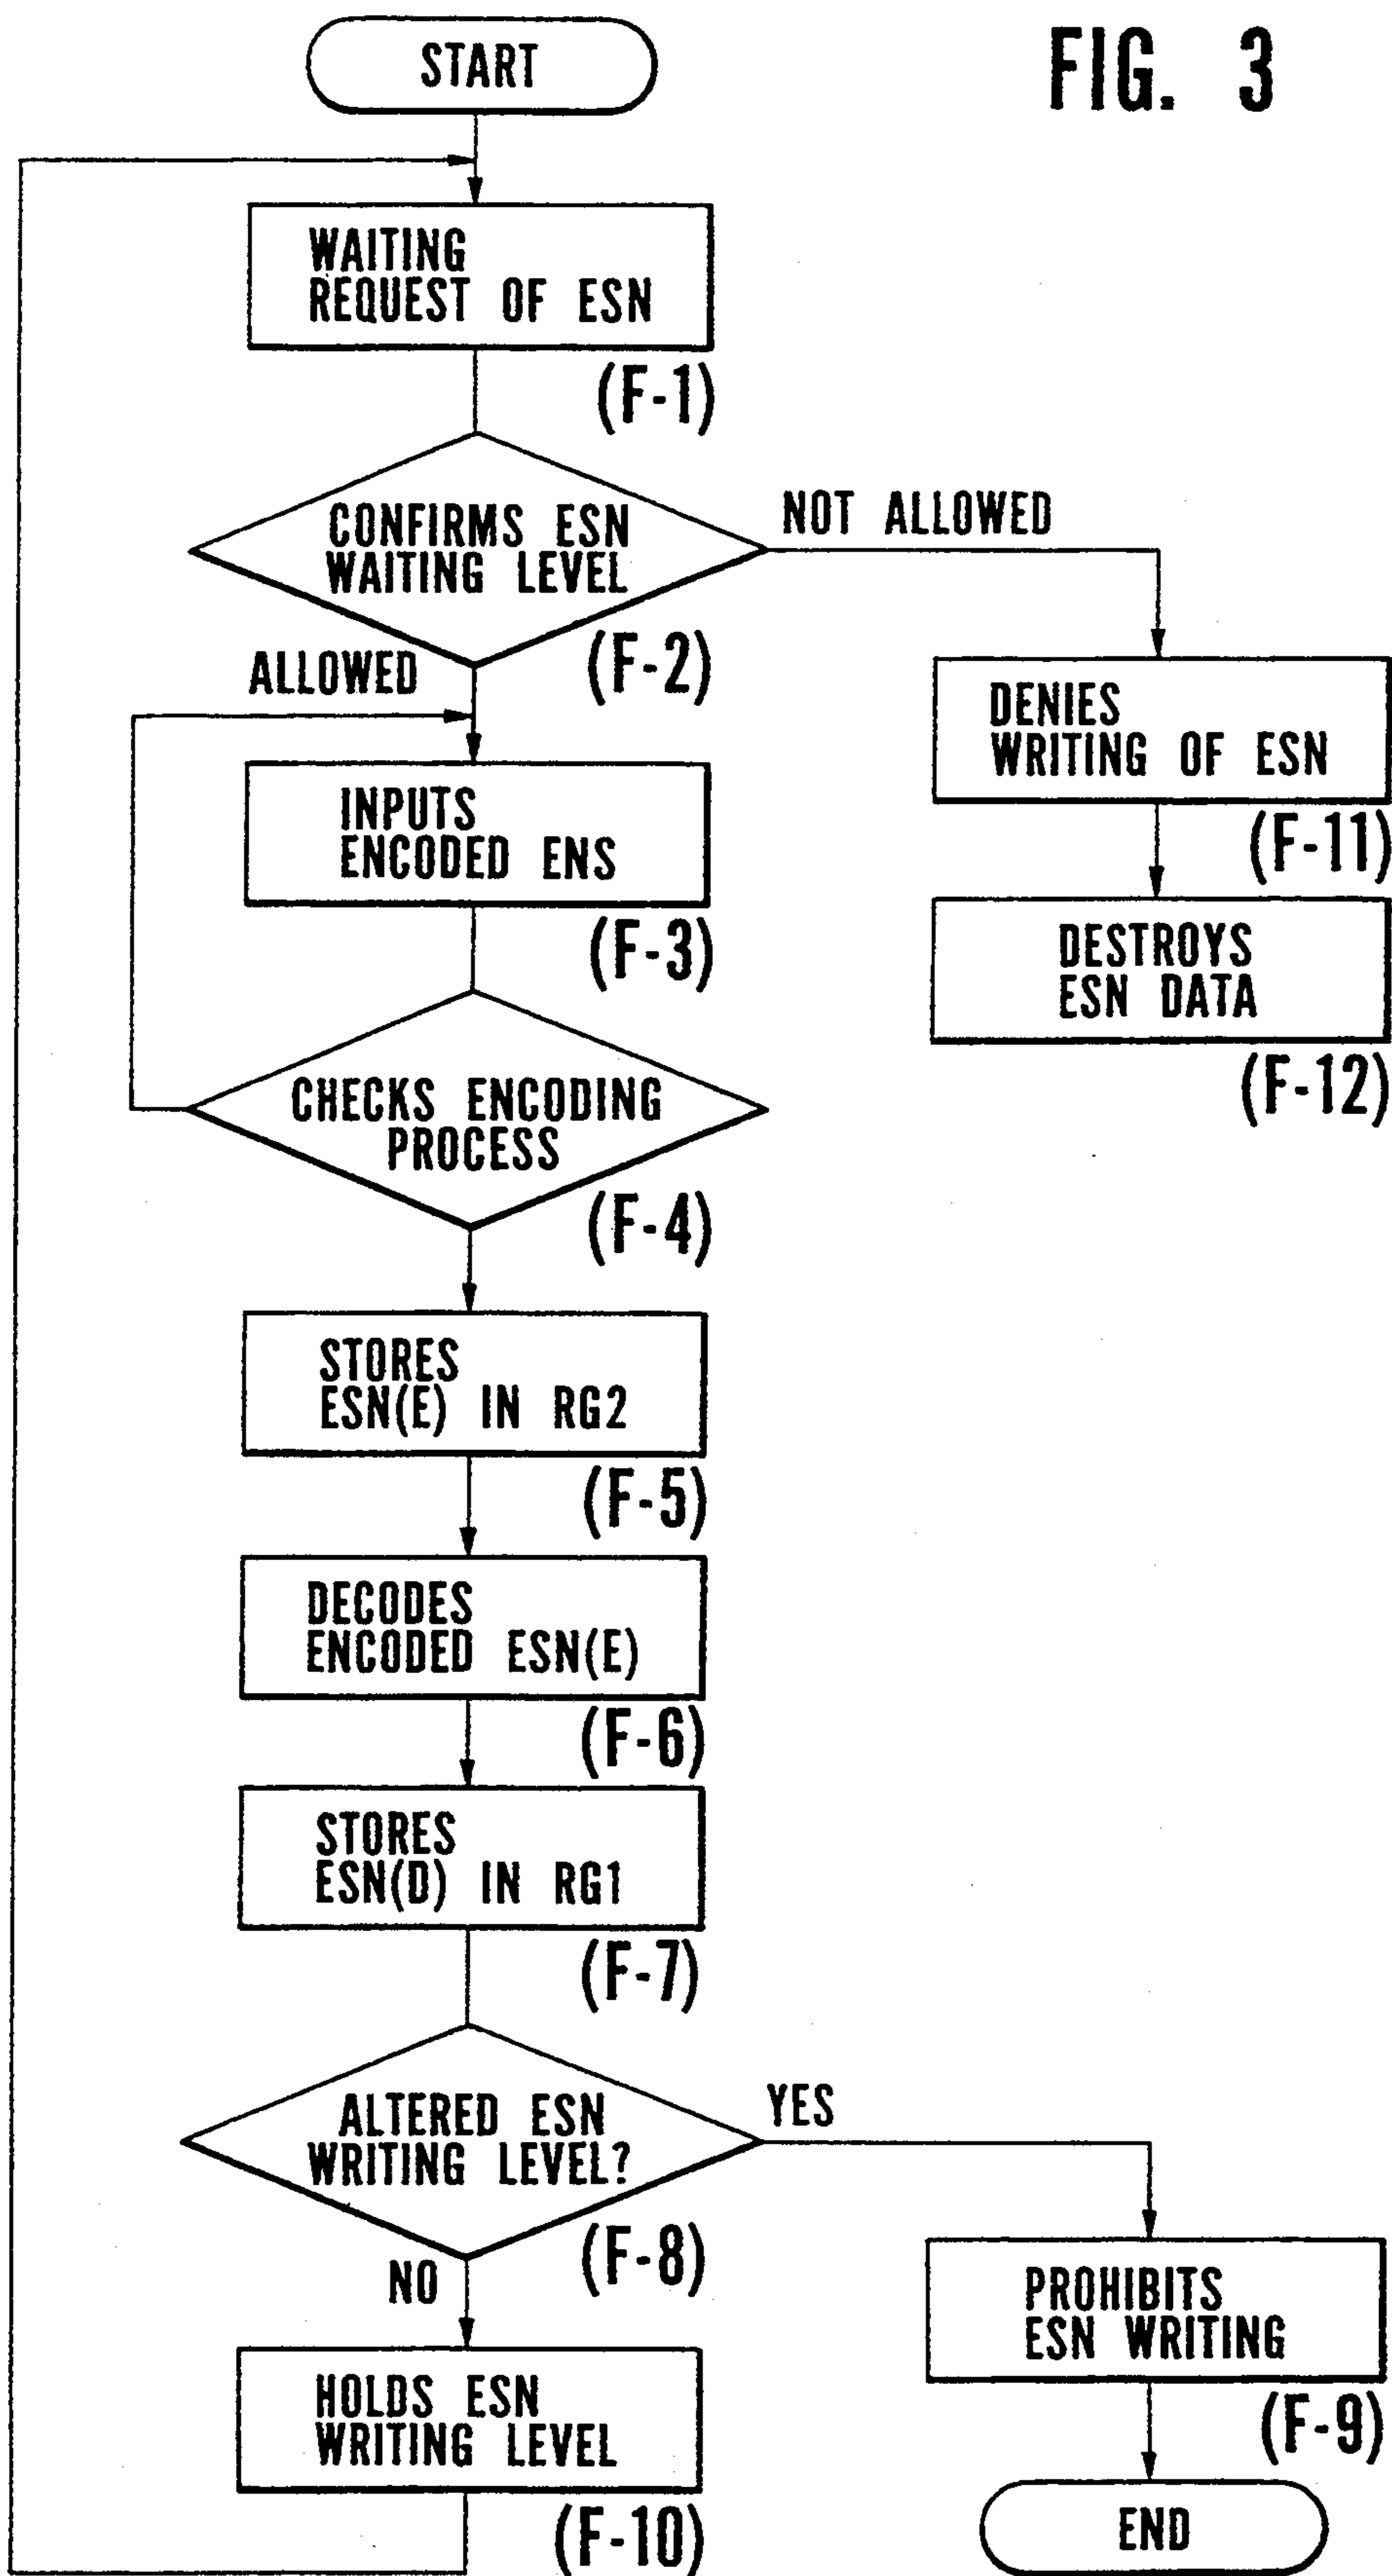 FIG. 3
START
WAITING
REQUEST OF ESN
(F-1)
CONFIRMS ESN
WAITING LEVEL
(F-2)
NOT ALLOWED
ALLOWED
DENIES
WRITING OF ESN
(F-11)
INPUTS
ENCODED ENS
(F-3)
DESTROYS
ESN DATA
(F-12)
CHECKS ENCODING
PROCESS
(F-4)
STORES
ESN(E) IN RG2
(F-5)
DECODES
ENCODED ESN(E)
(F-6)
STORES
ESN(D) IN RG1
(F-7)
ALTERED ESN
WRITING LEVEL?
(F-8)
YES
NO
PROHIBITS
ESN WRITING
(F-9)
HOLDS ESN
WRITING LEVEL
(F-10)
END